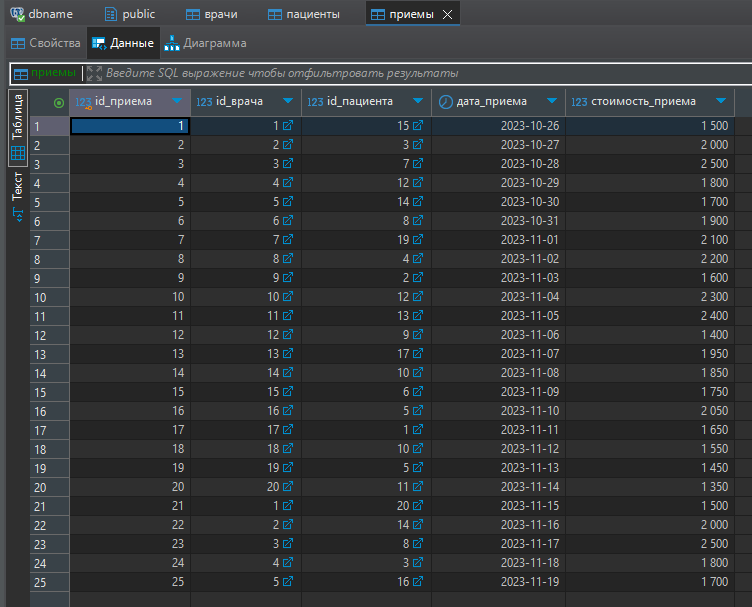 dbname public врачи пациенты приемы
Свойства Данные Диаграмма
приемы Введите SQL выражение чтобы отфильтровать результаты
Таблица
Текст
123 id_приема 123 id_врача 123 id_пациента дата_приема 123 стоимость_приема
1 1 1 15 2023-10-26 1 500
2 2 2 3 2023-10-27 2 000
3 3 3 7 2023-10-28 2 500
4 4 4 12 2023-10-29 1 800
5 5 5 14 2023-10-30 1 700
6 6 6 8 2023-10-31 1 900
7 7 7 19 2023-11-01 2 100
8 8 8 4 2023-11-02 2 200
9 9 9 2 2023-11-03 1 600
10 10 10 12 2023-11-04 2 300
11 11 11 13 2023-11-05 2 400
12 12 12 9 2023-11-06 1 400
13 13 13 17 2023-11-07 1 950
14 14 14 10 2023-11-08 1 850
15 15 15 6 2023-11-09 1 750
16 16 16 5 2023-11-10 2 050
17 17 17 1 2023-11-11 1 650
18 18 18 10 2023-11-12 1 550
19 19 19 5 2023-11-13 1 450
20 20 20 11 2023-11-14 1 350
21 21 1 20 2023-11-15 1 500
22 22 2 14 2023-11-16 2 000
23 23 3 8 2023-11-17 2 500
24 24 4 3 2023-11-18 1 800
25 25 5 16 2023-11-19 1 700